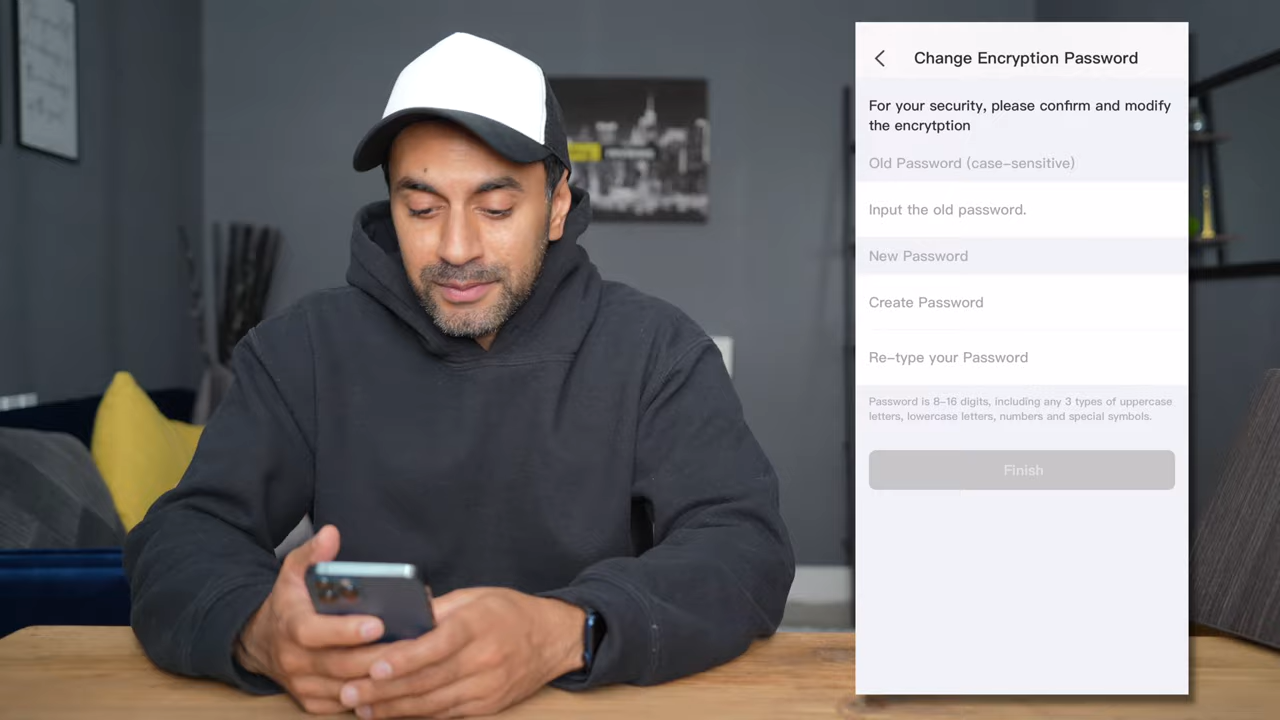 Change Encryption Password
For your security, please confirm and modify
the encrytption
Old Password (case-sensitive)
Input the old password.
New Password
Create Password
Re-type your Password
Password is 8-16 digits, including any 3 types of uppercase
letters, lowercase letters, numbers and special symbols.
Finish